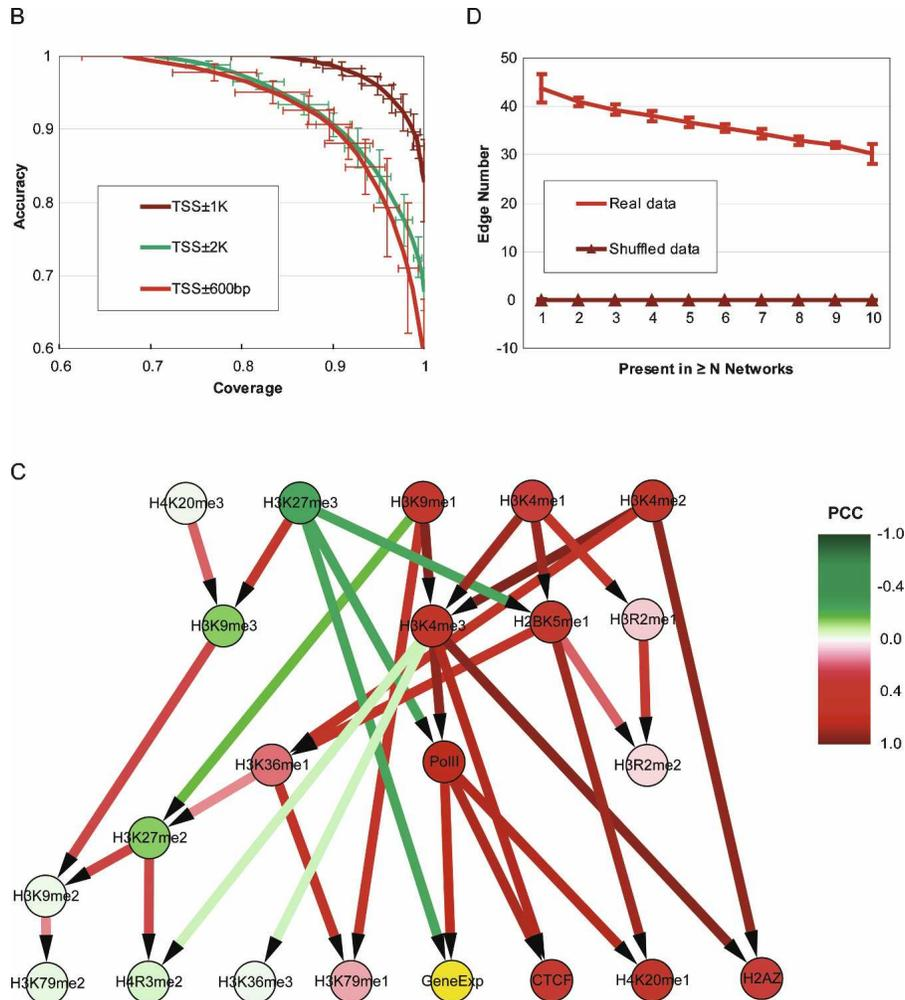 B
D
1
0.9
0.8
0.7
0.6
Accuracy
TSS±1K
TSS±2K
TSS±600bp
0.6
0.7
0.8
0.9
1
Coverage
50
40
30
20
10
0
-10
Edge Number
Real data
Shuffled data
1 2 3 4 5 6 7 8 9 10
Present in ≥ N Networks
C
H4K20me3
H3K27me3
H3K9me1
H3K4me1
H3K4me2
PCC
-1.0
-0.4
0.0
0.4
1.0
H3K9me3
H3K4me3
H2BK5me1
H3R2me1
H3K36me1
PolII
H3R2me2
H3K27me2
H3K9me2
H3K79me2
H4R3me2
H3K36me3
H3K79me1
GeneExp
CTCF
H4K20me1
H2AZ